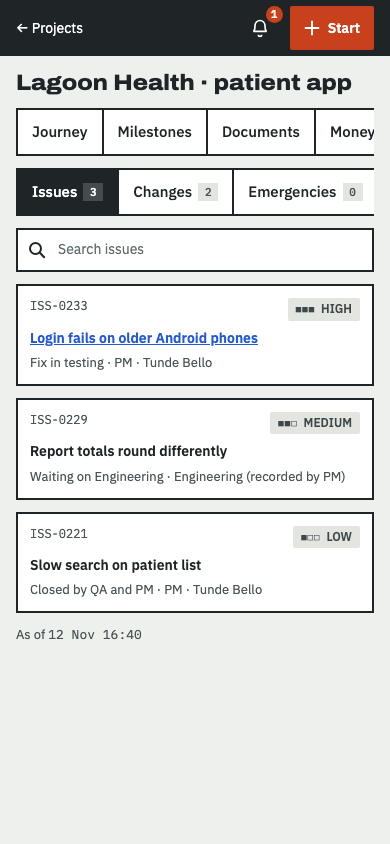 ← Projects
1
Start
Lagoon Health · patient app
Journey
Milestones
Documents
Money
Issues 3
Changes 2
Emergencies 0
Search issues
ISS-0233
■■■ HIGH
Login fails on older Android phones
Fix in testing · PM · Tunde Bello
ISS-0229
■■□ MEDIUM
Report totals round differently
Waiting on Engineering · Engineering (recorded by PM)
ISS-0221
■□□ LOW
Slow search on patient list
Closed by QA and PM · PM · Tunde Bello
As of 12 Nov 16:40